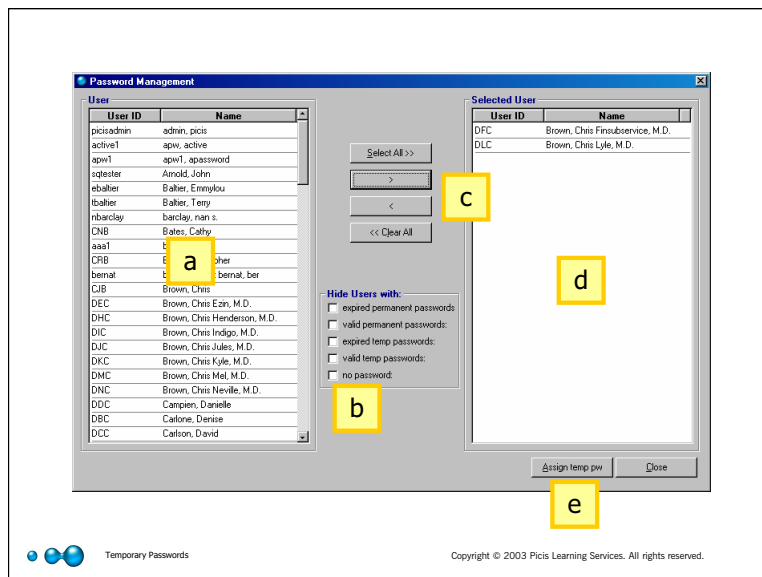 Password Management
User
User ID Name
picisadmin admin, picis
active1 apw, active
apw1 apw1, apassword
sqtester Arnold, John
ebaltier Baltier, Emmylou
tbaltier Baltier, Terry
nbarclay barclay, nan s.
CNB Bates, Cathy
aaa1
CRB
bernat bernat, ber
CJB Brown, Chris
DEC Brown, Chris Ezin, M.D.
DHC Brown, Chris Henderson, M.D.
DIC Brown, Chris Indigo, M.D.
DJC Brown, Chris Jules, M.D.
DKC Brown, Chris Kyle, M.D.
DMC Brown, Chris Mel, M.D.
DNC Brown, Chris Neville, M.D.
DDC Campien, Danielle
DBC Carlone, Denise
DCC Carlson, David
a
Select All >>
>
<
<< Clear All
c
Hide Users with:
expired permanent passwords
valid permanent passwords:
expired temp passwords:
valid temp passwords:
no password:
b
Selected User
User ID Name
DFC Brown, Chris Finsubservice, M.D.
DLC Brown, Chris Lyle, M.D.
d
Assign temp pw Close
e
Temporary Passwords
Copyright © 2003 Picis Learning Services. All rights reserved.